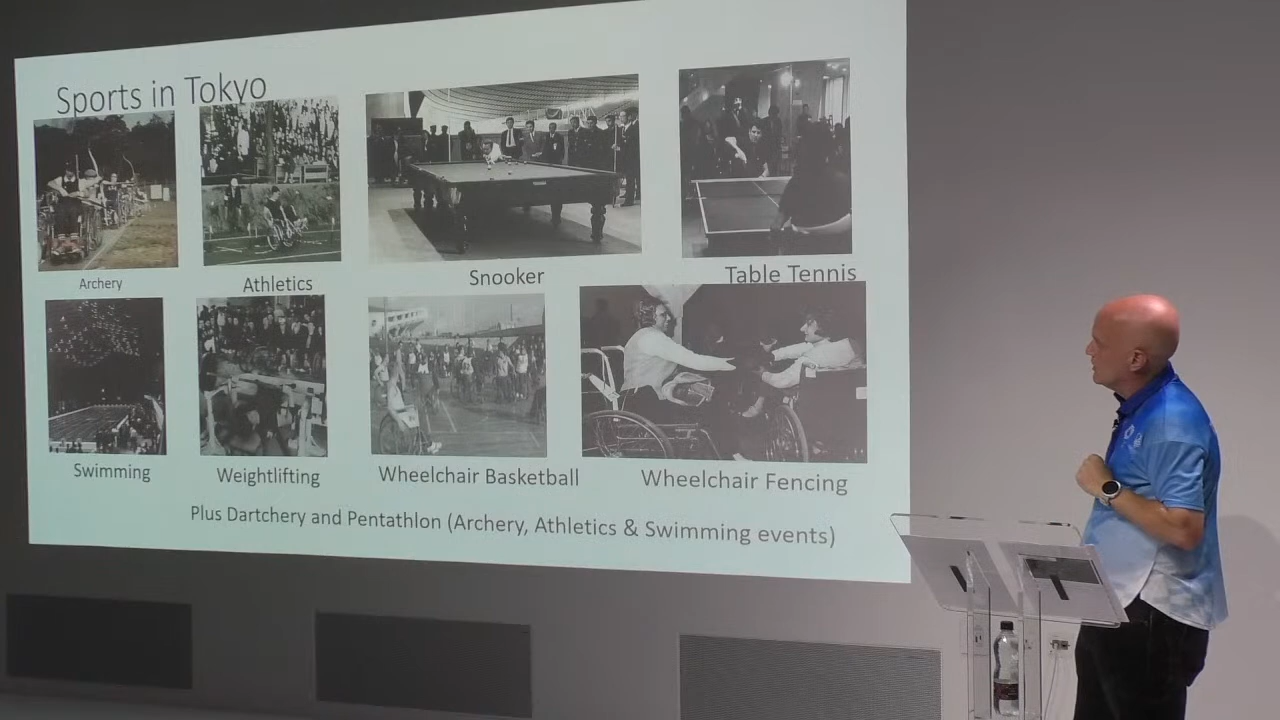 Sports in Tokyo
Archery
Athletics
Snooker
Table Tennis
Swimming
Weightlifting
Wheelchair Basketball
Wheelchair Fencing
Plus Dartchery and Pentathlon (Archery, Athletics & Swimming events)